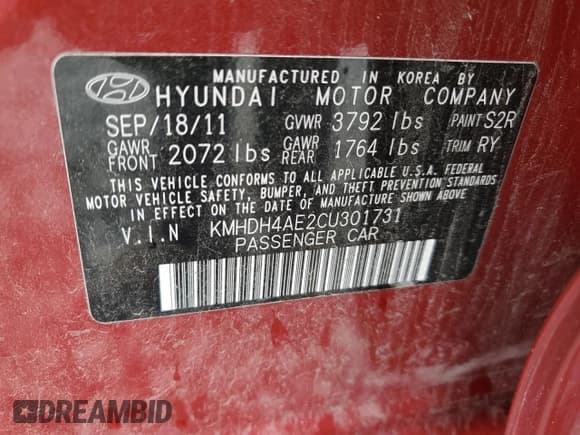 MANUFACTURED IN KOREA BY
HYUNDAI MOTOR COMPANY
SEP/18/11 GVWR 3792 lbs PAINT S2R
GAWR FRONT 2072 lbs GAWR REAR 1764 lbs TRIM RY
THIS VEHICLE CONFORMS TO ALL APPLICABLE U.S.A. FEDERAL
MOTOR VEHICLE SAFETY, BUMPER, AND THEFT PREVENTION STANDARDS
IN EFFECT ON THE DATE OF MANUFACTURE SHOWN ABOVE
V.I.N KMHDH4AE2CU301731
PASSENGER CAR
DREAMBID